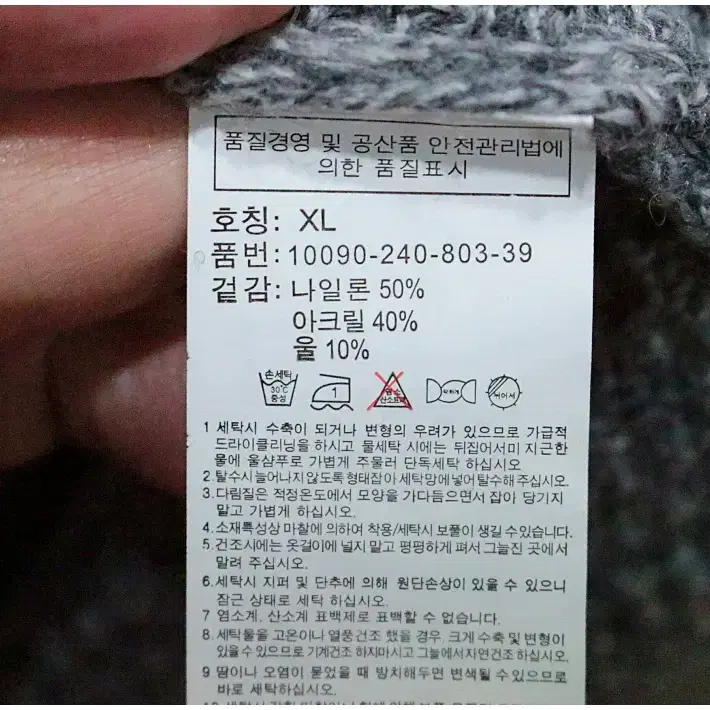 품질경영 및 공산품 안전관리법에
의한 품질표시
호칭: XL
품번: 10090-240-803-39
겉감: 나일론 50%
아크릴 40%
울 10%
손세탁
30°C
중성
1
산소표백
약하게
뉘어서
1 세탁시 수축이 되거나 변형의 우려가 있으므로 가급적
드라이클리닝을 하시고 물세탁 시에는 뒤집어서미 지근한
물에 울샴푸로 가볍게 주물러 단독세탁 하십시오
2. 탈수시 늘어나지 않도록 형태잡아 세탁망에 넣어 탈수해 주십시오.
3. 다림질은 적정온도에서 모양을 가다듬으면서 잡아 당기지
말고 가볍게 하십시오.
4. 소재특성상 마찰에 의하여 착용/세탁시 보풀이 생길 수 있습니다.
5. 건조시에는 옷걸이에 널지 말고 평평하게 펴서 그늘진 곳에서
말려 주십시오.
6. 세탁시 지퍼 및 단추에 의해 원단손상이 있을 수 있으니
잠근 상태로 세탁 하십시오.
7 염소계, 산소계 표백제로 표백할 수 없습니다.
8. 세탁물을 고온이나 열풍건조 했을 경우, 크게 수축 및 변형이
있을 수 있으므로 기계건조 하지마시고 그늘에서 자연건조 하십시오.
9 땀이나 오염이 묻었을 때 방치해두면 변색될 수 있으므로
바로 세탁하십시오.